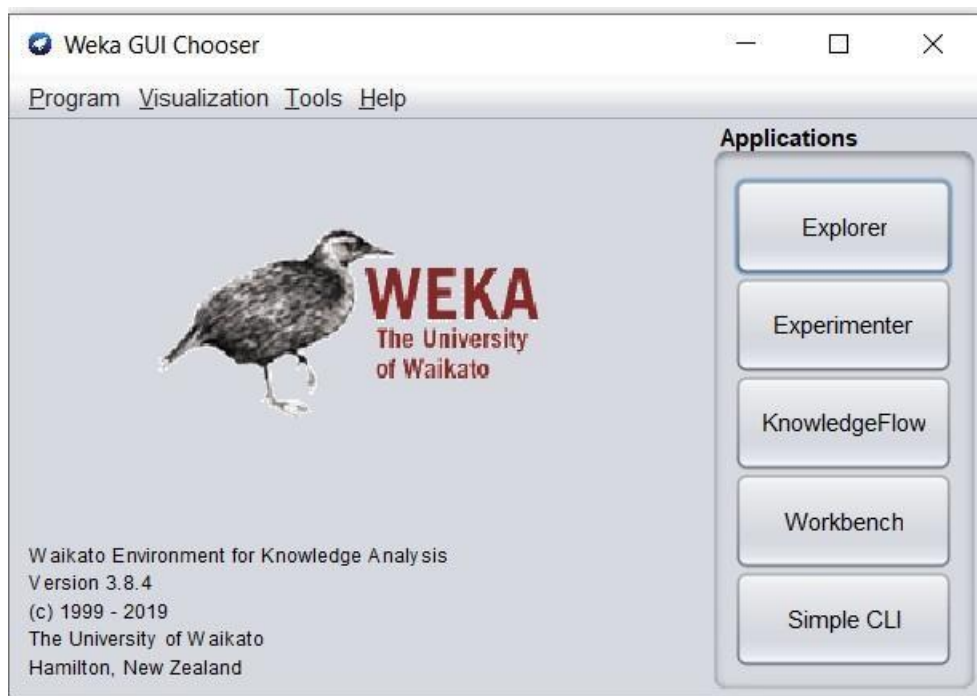 Weka GUI Chooser
Program Visualization Tools Help
WEKA
The University
of Waikato
Waikato Environment for Knowledge Analysis
Version 3.8.4
(c) 1999 - 2019
The University of Waikato
Hamilton, New Zealand
Applications
Explorer
Experimenter
KnowledgeFlow
Workbench
Simple CLI